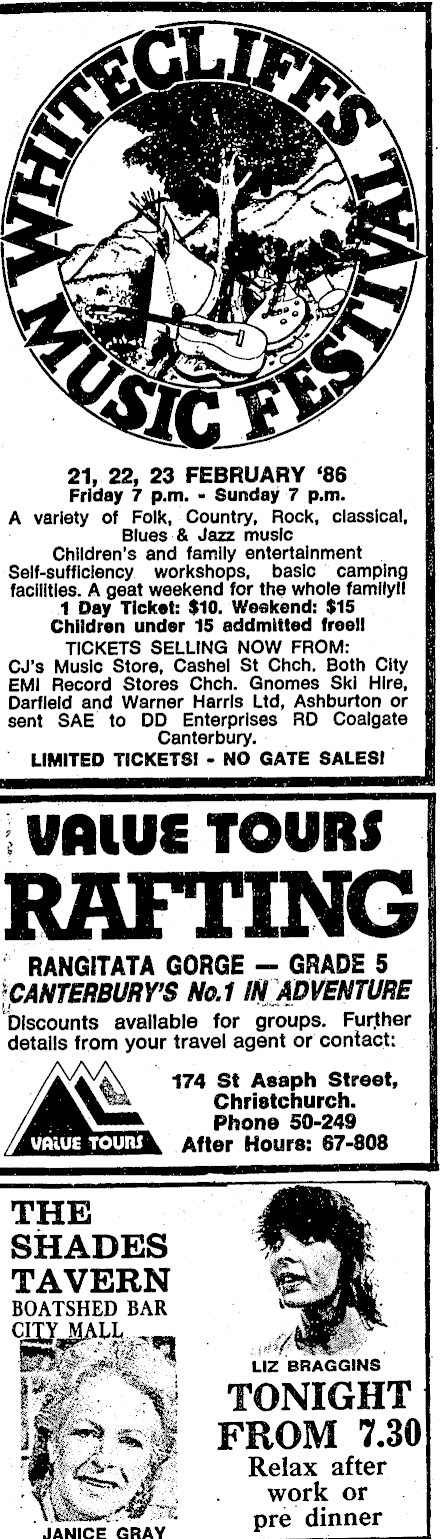 WHITECLIFFS
MUSIC FESTIVAL
21, 22, 23 FEBRUARY ‘86
Friday 7 p.m. - Sunday 7 p.m.
A variety of Folk, Country, Rock, classical,
Blues & Jazz music
Children's and family entertainment
Self-sufficiency workshops, basic camping
facilities. A geat weekend for the whole family!!
1 Day Ticket: $10. Weekend: $15
Children under 15 addmitted free!!
TICKETS SELLING NOW FROM:
CJ's Music Store, Cashel St Chch. Both City
EMI Record Stores Chch. Gnomes Ski Hire,
Darfield and Warner Harris Ltd, Ashburton or
sent SAE to DD Enterprises RD Coalgate
Canterbury.
LIMITED TICKETS! - NO GATE SALES!
VALUE TOURS
RAFTING
RANGITATA GORGE — GRADE 5
CANTERBURY'S No.1 IN ADVENTURE
Discounts available for groups. Further
details from your travel agent or contact:
VALUE TOURS
174 St Asaph Street,
Christchurch.
Phone 50-249
After Hours: 67-808
THE
SHADES
TAVERN
BOATSHED BAR
CITY MALL
JANICE GRAY
LIZ BRAGGINS
TONIGHT
FROM 7.30
Relax after
work or
pre dinner